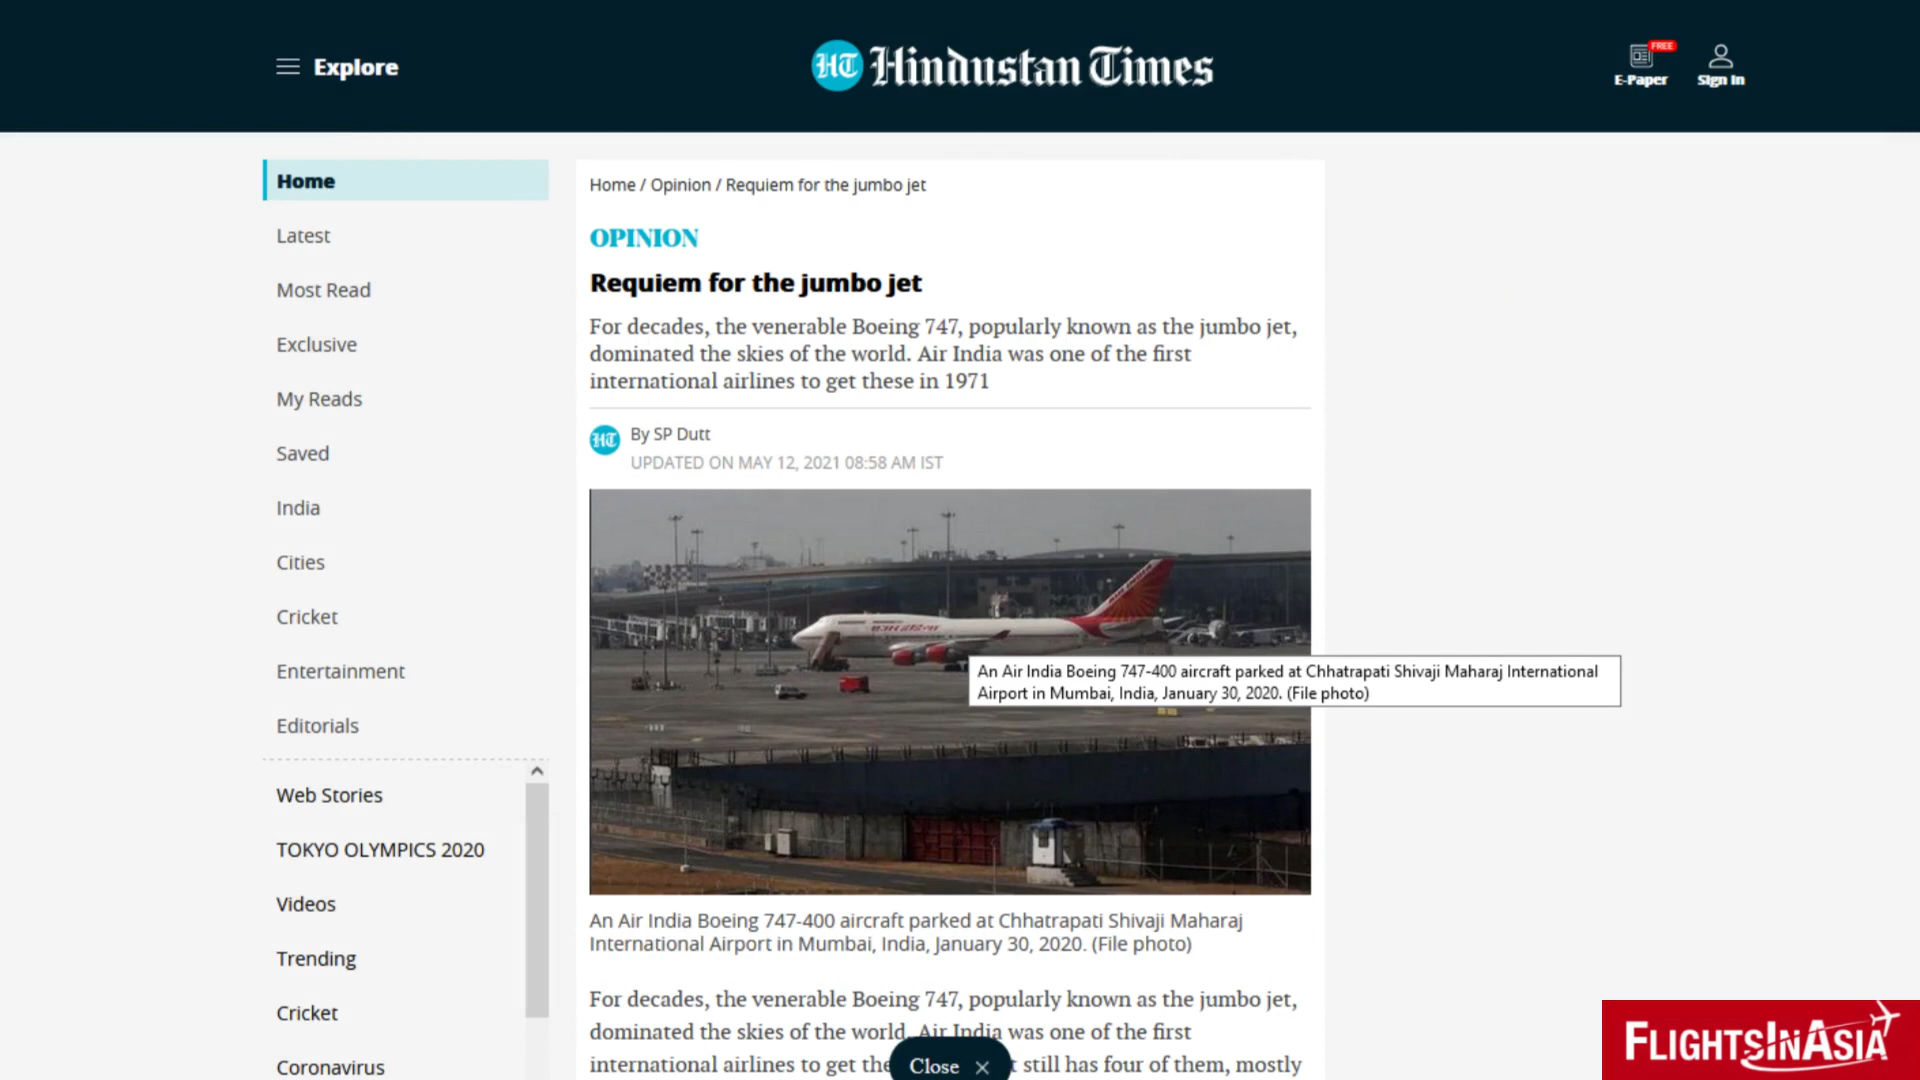 Explore
HT Hindustan Times
FREE
E-Paper
Sign In
Home
Latest
Most Read
Exclusive
My Reads
Saved
India
Cities
Cricket
Entertainment
Editorials
Web Stories
TOKYO OLYMPICS 2020
Videos
Trending
Cricket
Coronavirus
Home / Opinion / Requiem for the jumbo jet
OPINION
Requiem for the jumbo jet
For decades, the venerable Boeing 747, popularly known as the jumbo jet,
dominated the skies of the world. Air India was one of the first
international airlines to get these in 1971
HT
By SP Dutt
UPDATED ON MAY 12, 2021 08:58 AM IST
An Air India Boeing 747-400 aircraft parked at Chhatrapati Shivaji Maharaj International
Airport in Mumbai, India, January 30, 2020. (File photo)
An Air India Boeing 747-400 aircraft parked at Chhatrapati Shivaji Maharaj
International Airport in Mumbai, India, January 30, 2020. (File photo)
For decades, the venerable Boeing 747, popularly known as the jumbo jet,
dominated the skies of the world. Air India was one of the first
international airlines to get still has four of them, mostly
Close
FLIGHTSINASIA